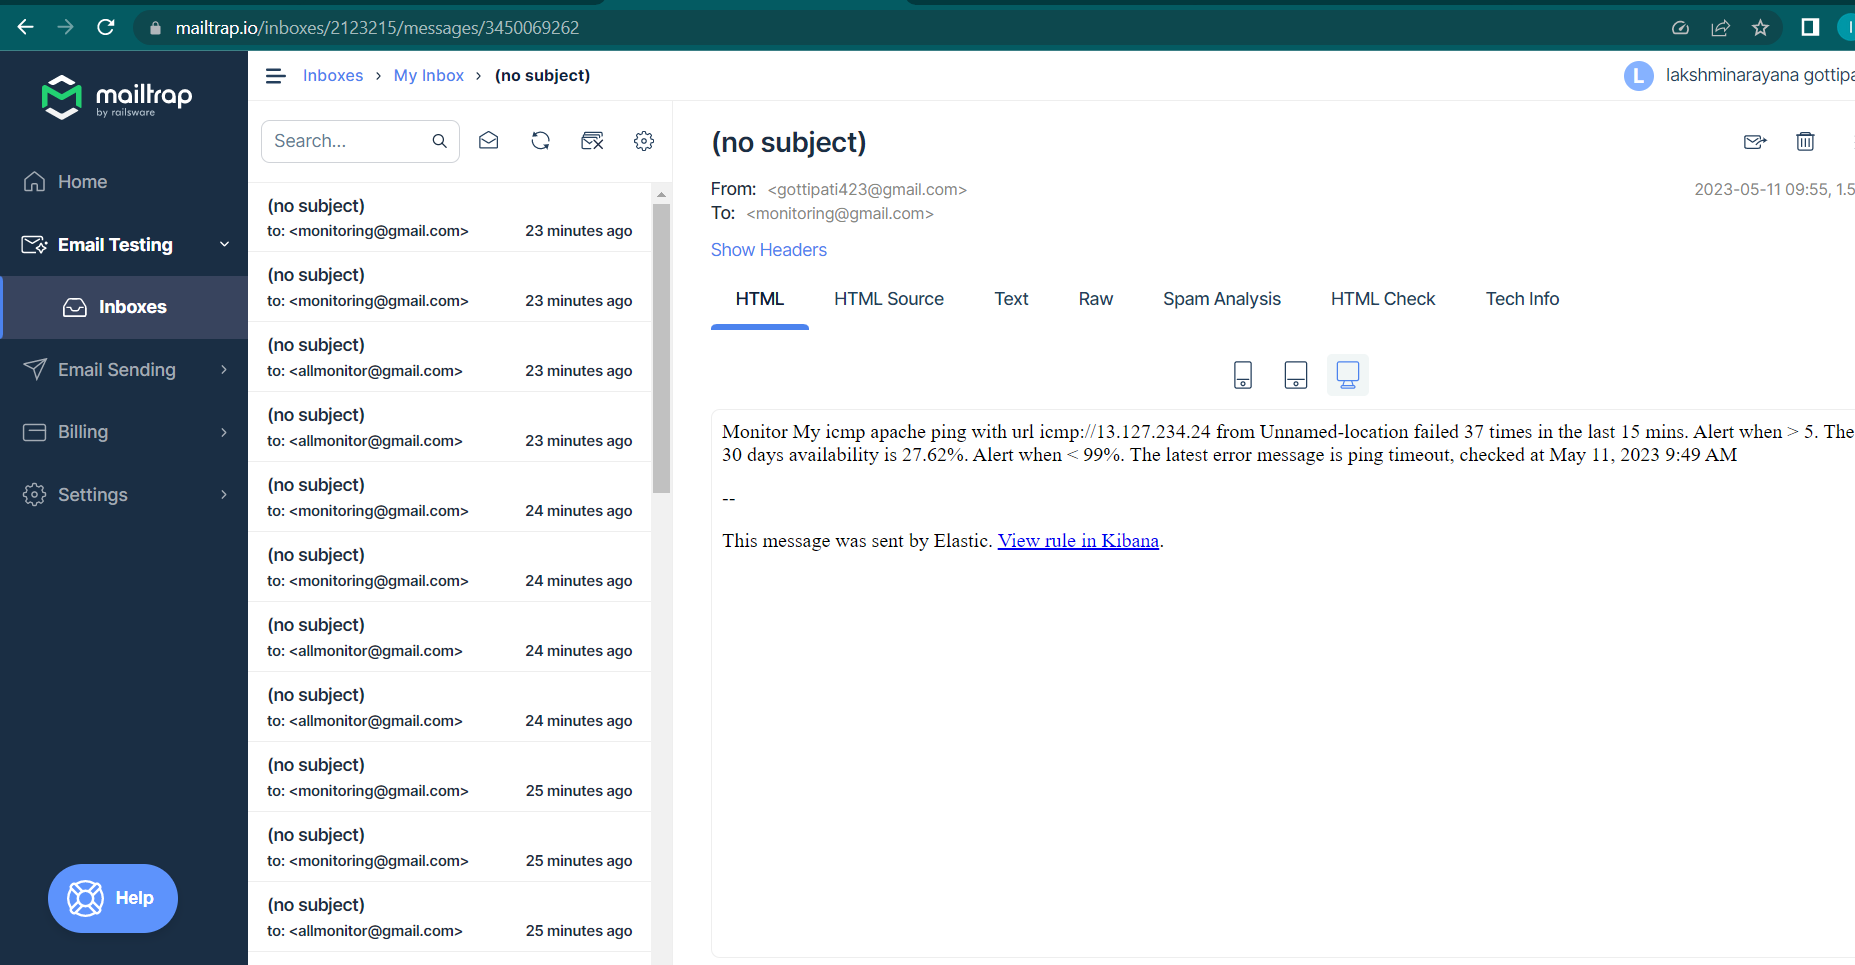 mailtrap.io/inboxes/2123215/messages/3450069262
mailtrap
by railsware
Home
Email Testing
Inboxes
Email Sending
Billing
Settings
Help
Inboxes › My Inbox › (no subject)
L lakshminarayana gottipa
Search...
(no subject)
to: <monitoring@gmail.com> 23 minutes ago
(no subject)
to: <monitoring@gmail.com> 23 minutes ago
(no subject)
to: <allmonitor@gmail.com> 23 minutes ago
(no subject)
to: <allmonitor@gmail.com> 23 minutes ago
(no subject)
to: <monitoring@gmail.com> 24 minutes ago
(no subject)
to: <monitoring@gmail.com> 24 minutes ago
(no subject)
to: <allmonitor@gmail.com> 24 minutes ago
(no subject)
to: <allmonitor@gmail.com> 24 minutes ago
(no subject)
to: <monitoring@gmail.com> 25 minutes ago
(no subject)
to: <monitoring@gmail.com> 25 minutes ago
(no subject)
to: <allmonitor@gmail.com> 25 minutes ago
(no subject)
From: <gottipati423@gmail.com> 2023-05-11 09:55, 1.5
To: <monitoring@gmail.com>
Show Headers
HTML HTML Source Text Raw Spam Analysis HTML Check Tech Info
Monitor My icmp apache ping with url icmp://13.127.234.24 from Unnamed-location failed 37 times in the last 15 mins. Alert when > 5. The
30 days availability is 27.62%. Alert when < 99%. The latest error message is ping timeout, checked at May 11, 2023 9:49 AM
--
This message was sent by Elastic. View rule in Kibana.